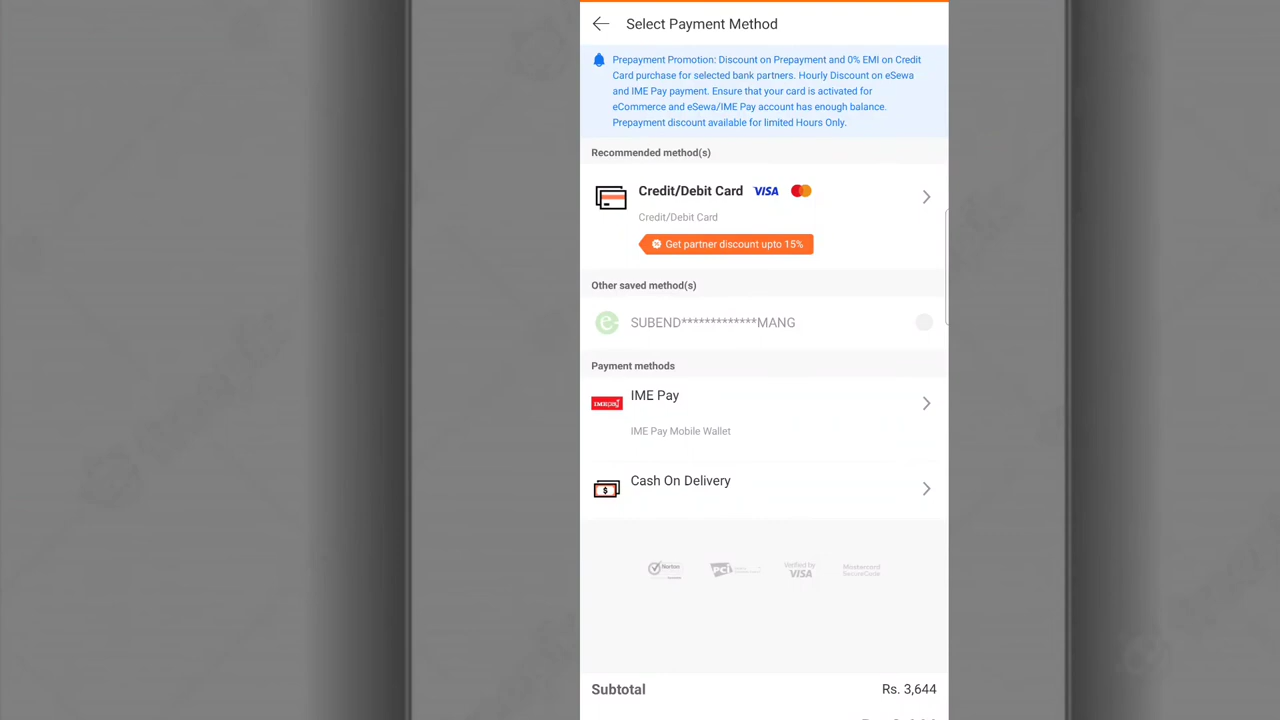 Select Payment Method
Prepayment Promotion: Discount on Prepayment and 0% EMI on Credit
Card purchase for selected bank partners. Hourly Discount on eSewa
and IME Pay payment. Ensure that your card is activated for
eCommerce and eSewa/IME Pay account has enough balance.
Prepayment discount available for limited Hours Only.
Recommended method(s)
Credit/Debit Card VISA
Credit/Debit Card
Get partner discount upto 15%
Other saved method(s)
SUBEND*************MANG
Payment methods
IME Pay
IME pay
IME Pay Mobile Wallet
Cash On Delivery
Norton
PCI
Verified by
VISA
Mastercard
SecureCode
Subtotal Rs. 3,644